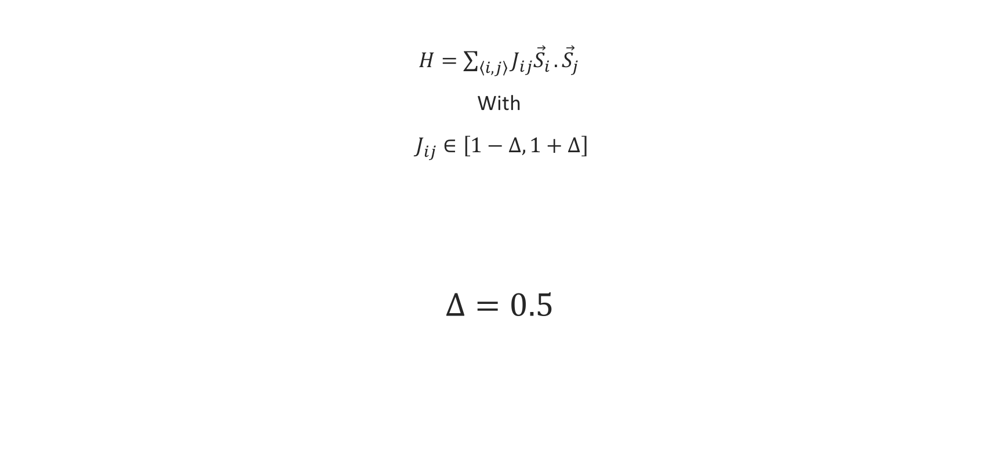 H = ∑⟨i,j⟩ J_ij S⃗_i . S⃗_j
With
J_ij ∈ [1 − Δ, 1 + Δ]
Δ = 0.5